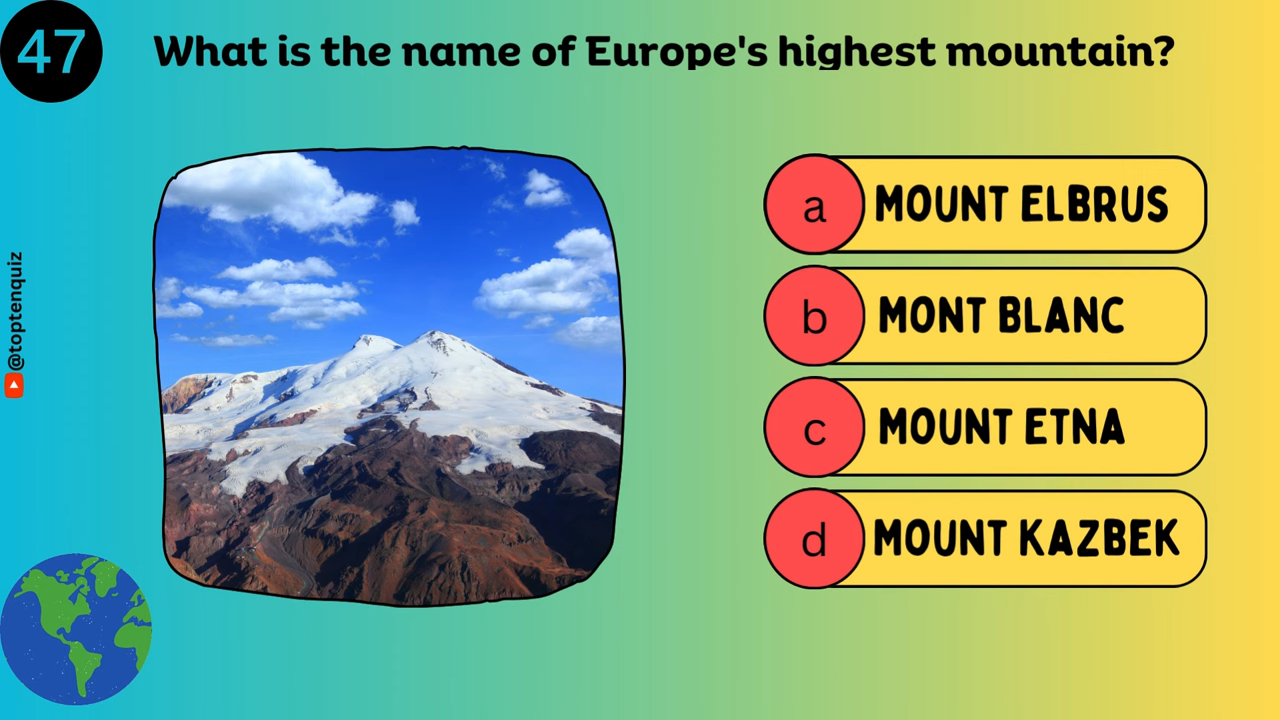 47
What is the name of Europe's highest mountain?
a MOUNT ELBRUS
b MONT BLANC
c MOUNT ETNA
d MOUNT KAZBEK
@toptenquiz